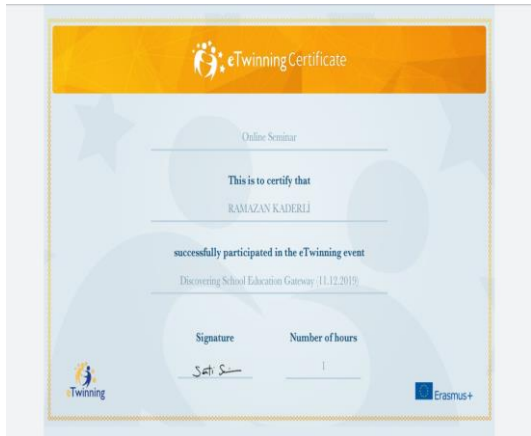 eTwinning Certificate
Online Seminar
This is to certify that
RAMAZAN KADERLİ
successfully participated in the eTwinning event
Discovering School Education Gateway (11.12.2019)
Signature Number of hours
1
eTwinning
Erasmus+